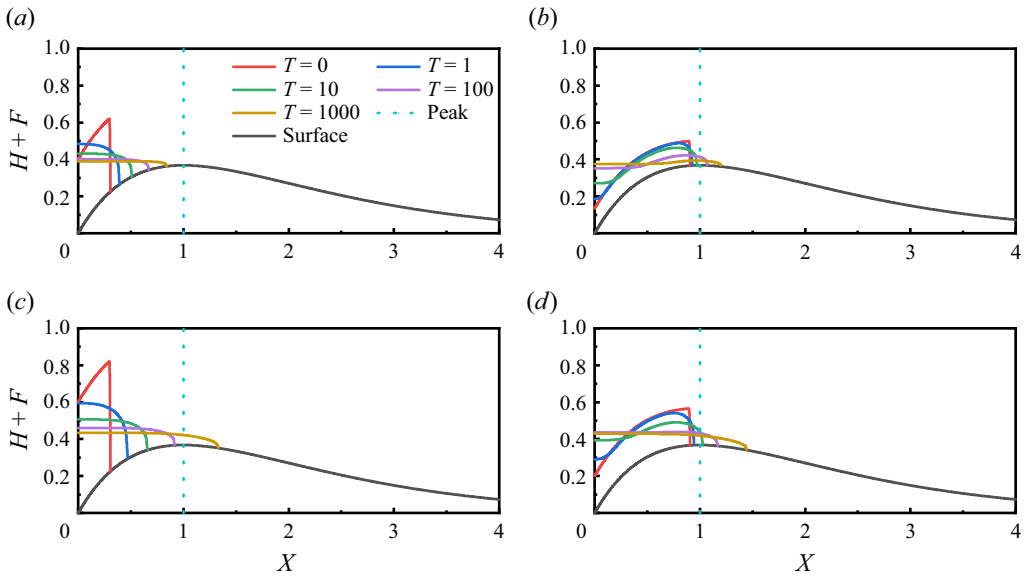 (a) (b)
1.0 1.0
T = 0 T = 1
0.8 0.8
T = 10 T = 100
T = 1000 Peak
H + F 0.6 0.6
Surface
0.4 0.4
0.2 0.2
0 1 2 3 4 0 1 2 3 4
(c) (d)
1.0 1.0
0.8 0.8
H + F 0.6 0.6
0.4 0.4
0.2 0.2
0 1 2 3 4 0 1 2 3 4
X X